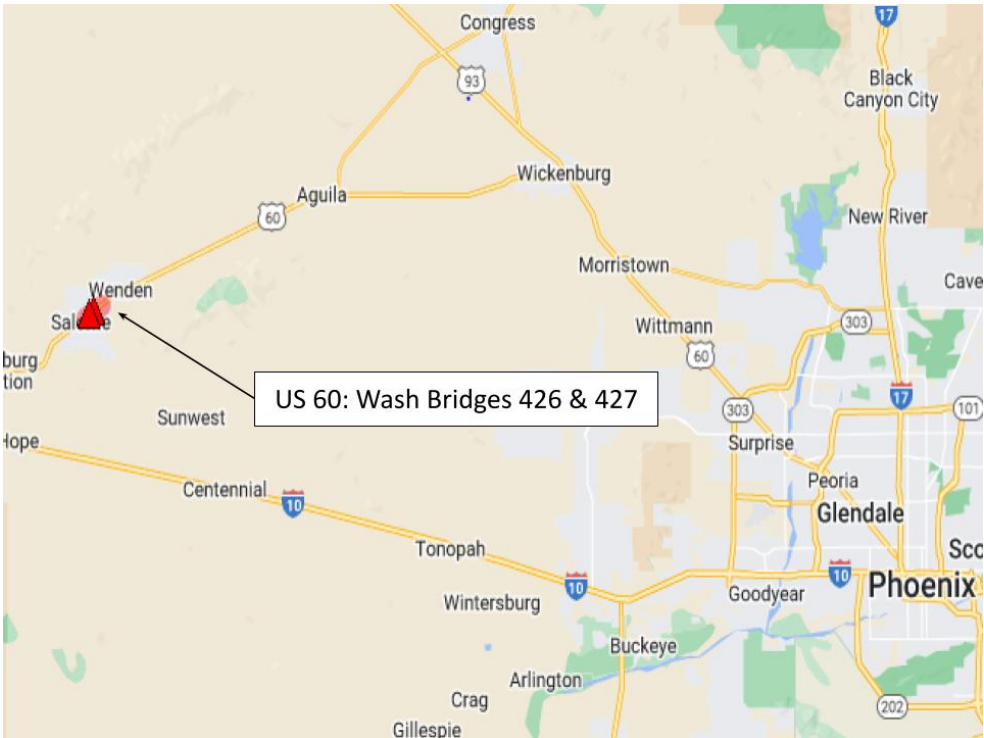 Congress
17
93
Black
Canyon City
Wickenburg
Aguila
60
New River
Morristown
Wenden
Cave
303
Wittmann
60
burg
tion
US 60: Wash Bridges 426 & 427
17
303
101
Sunwest
Hope
Surprise
Peoria
Centennial
10
Glendale
Tonopah
Sco
10
10
Phoenix
Goodyear
Wintersburg
Buckeye
Arlington
Crag
202
Gillespie